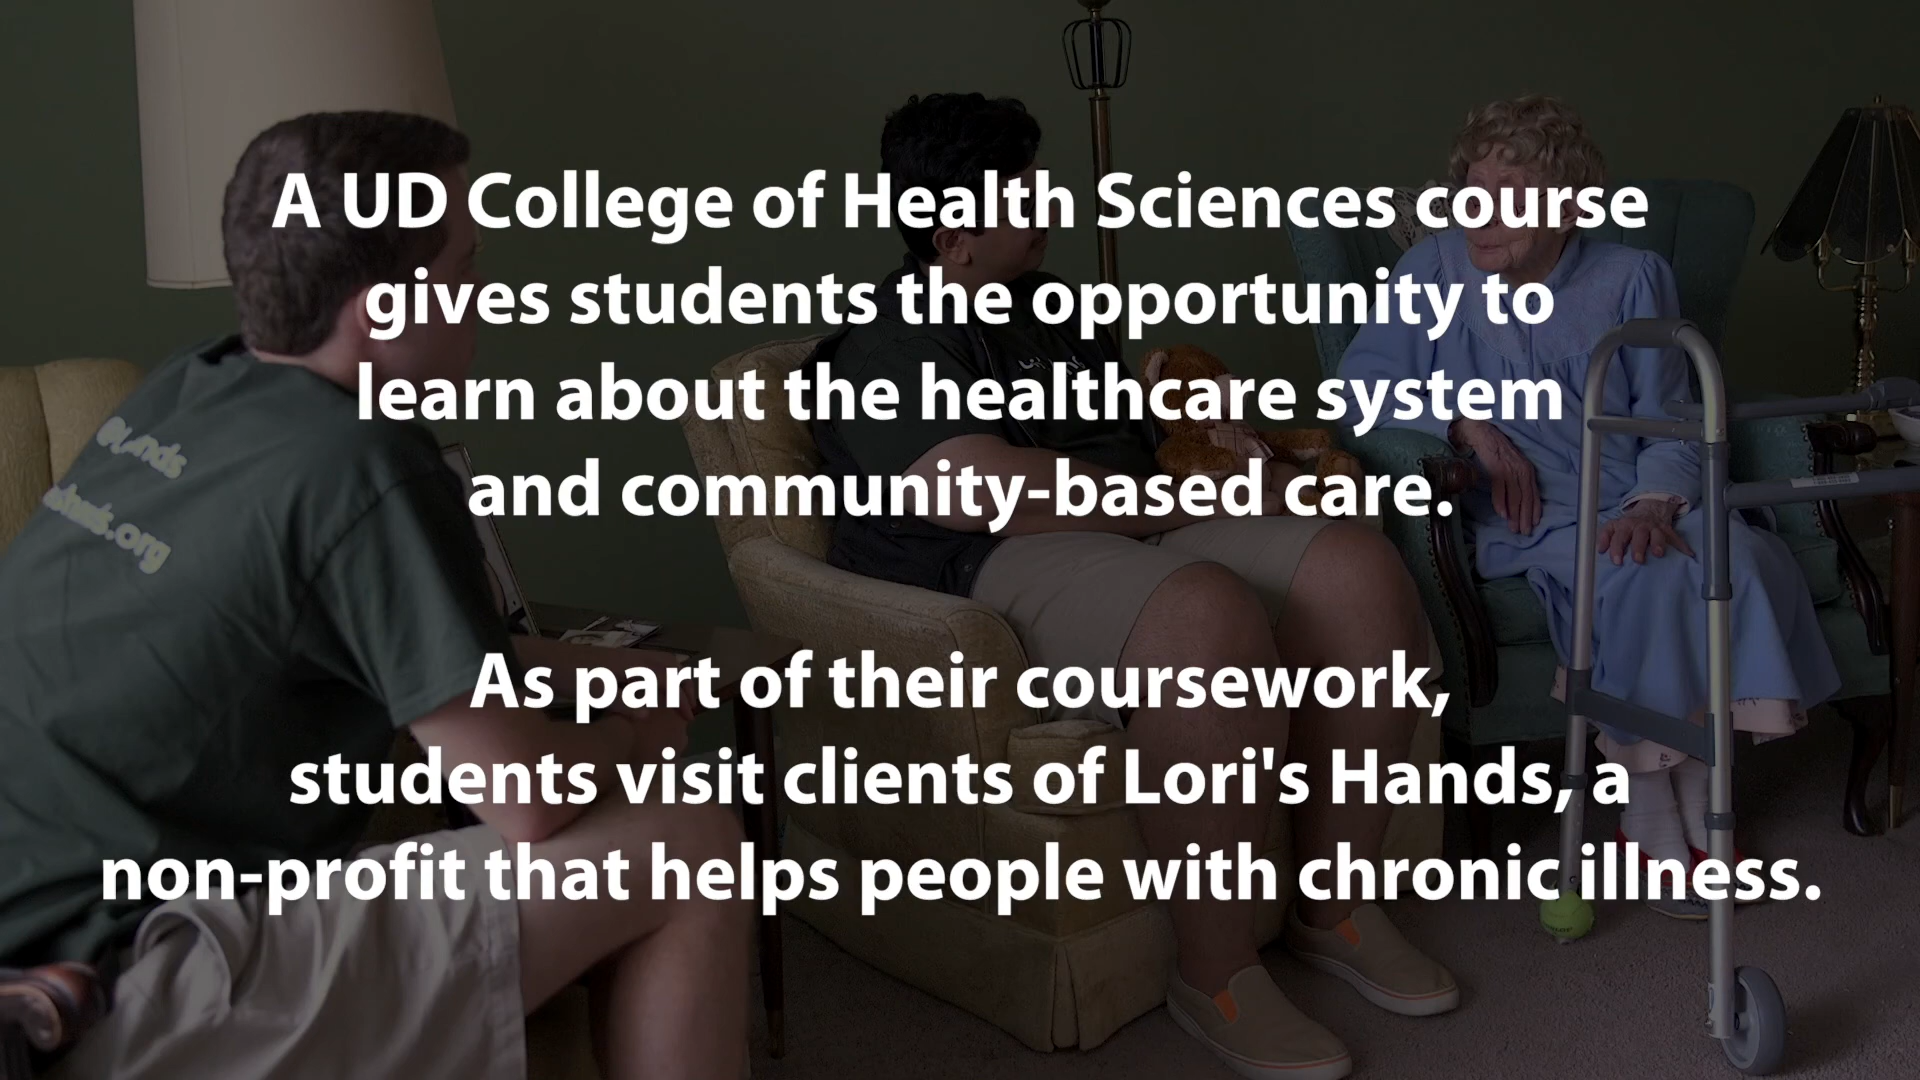 A UD College of Health Sciences course
gives students the opportunity to
learn about the healthcare system
and community-based care.
As part of their coursework,
students visit clients of Lori's Hands, a
non-profit that helps people with chronic illness.